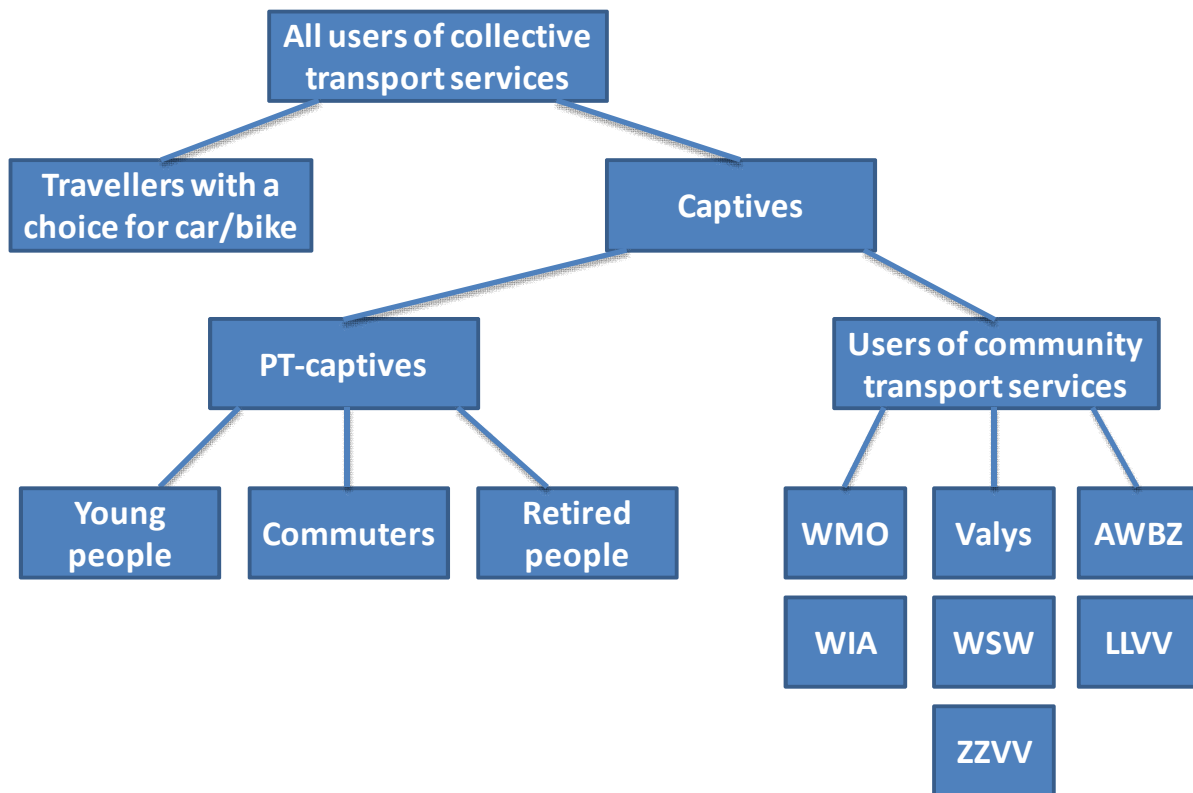 All users of collective
transport services
Travellers with a
choice for car/bike
Captives
PT-captives
Users of community
transport services
Young
people
Commuters
Retired
people
WMO
Valys
AWBZ
WIA
WSW
LLVV
ZZVV